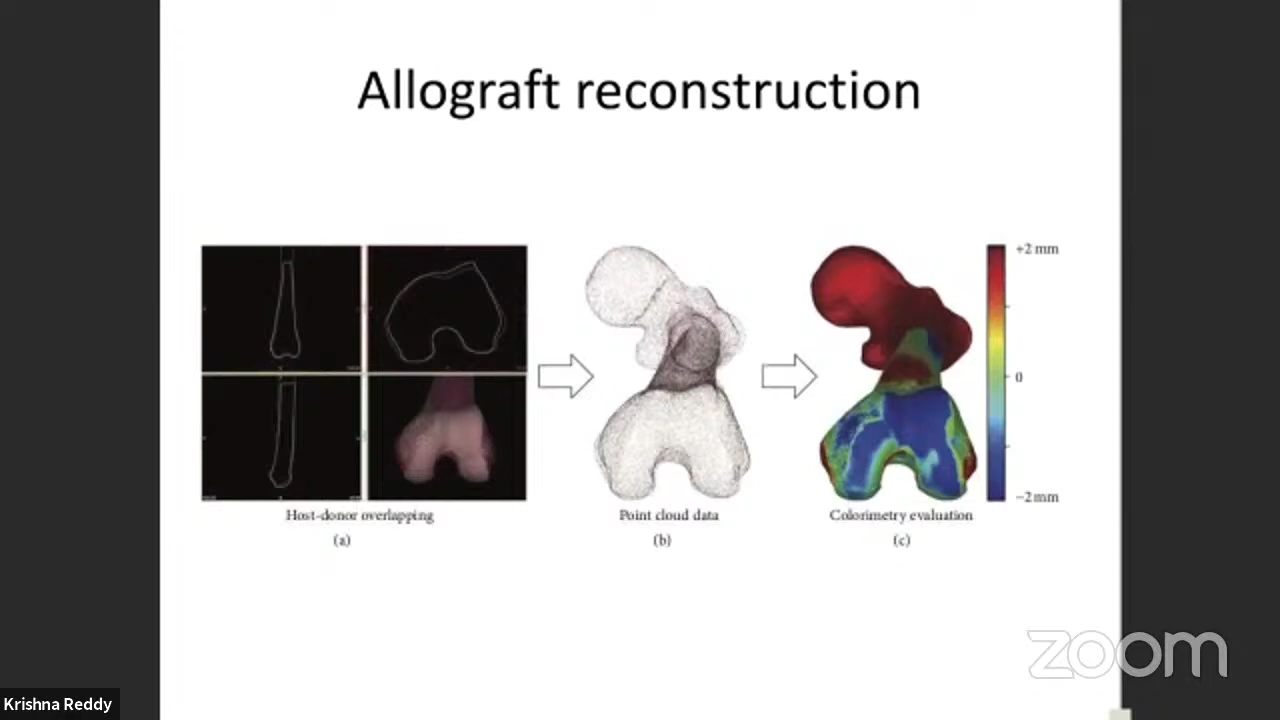 Allograft reconstruction
+2 mm
0
−2 mm
Host-donor overlapping
Point cloud data
Colorimetry evaluation
(a)
(b)
(c)
zoom
Krishna Reddy